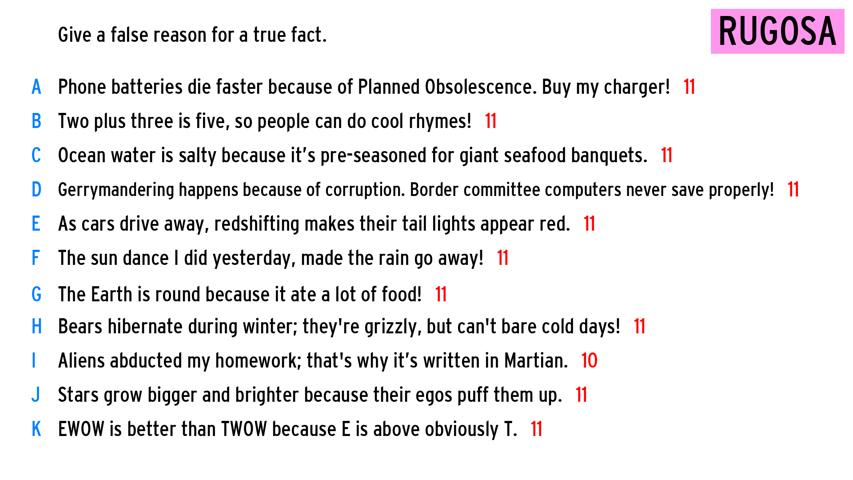 Give a false reason for a true fact.
RUGOSA
A Phone batteries die faster because of Planned Obsolescence. Buy my charger! 11
B Two plus three is five, so people can do cool rhymes! 11
C Ocean water is salty because it’s pre-seasoned for giant seafood banquets. 11
D Gerrymandering happens because of corruption. Border committee computers never save properly! 11
E As cars drive away, redshifting makes their tail lights appear red. 11
F The sun dance I did yesterday, made the rain go away! 11
G The Earth is round because it ate a lot of food! 11
H Bears hibernate during winter; they're grizzly, but can't bare cold days! 11
I Aliens abducted my homework; that's why it’s written in Martian. 10
J Stars grow bigger and brighter because their egos puff them up. 11
K EWOW is better than TWOW because E is above obviously T. 11